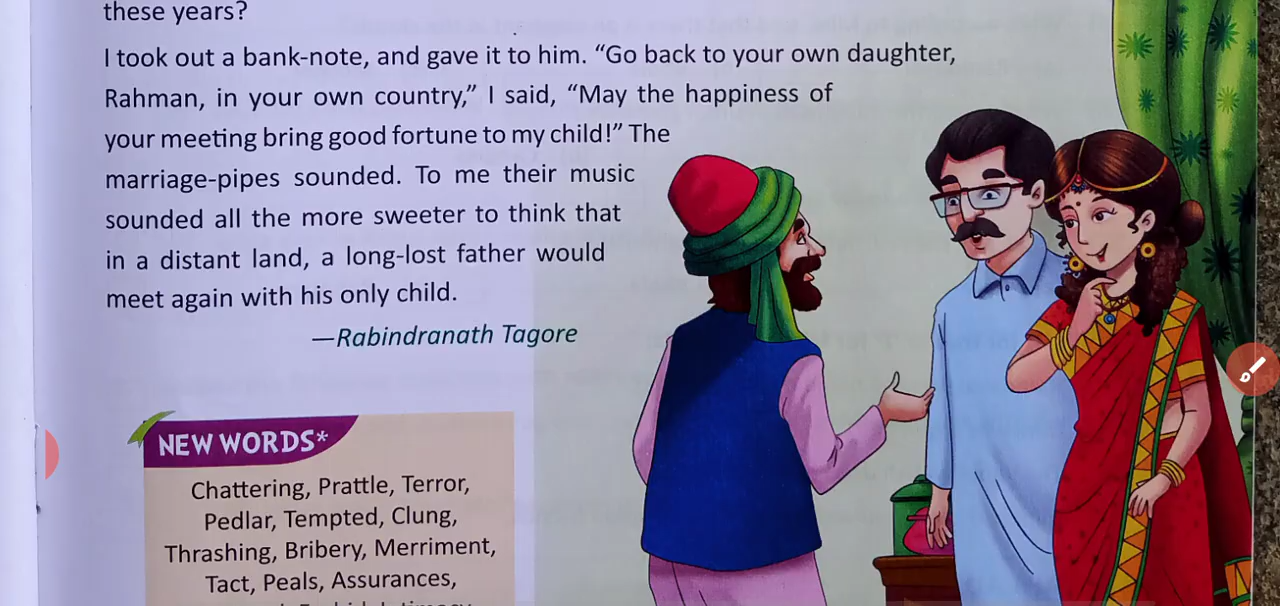 these years?
I took out a bank-note, and gave it to him. “Go back to your own daughter,
Rahman, in your own country,” I said, “May the happiness of
your meeting bring good fortune to my child!” The
marriage-pipes sounded. To me their music
sounded all the more sweeter to think that
in a distant land, a long-lost father would
meet again with his only child.
—Rabindranath Tagore
NEW WORDS*
Chattering, Prattle, Terror,
Pedlar, Tempted, Clung,
Thrashing, Bribery, Merriment,
Tact, Peals, Assurances,